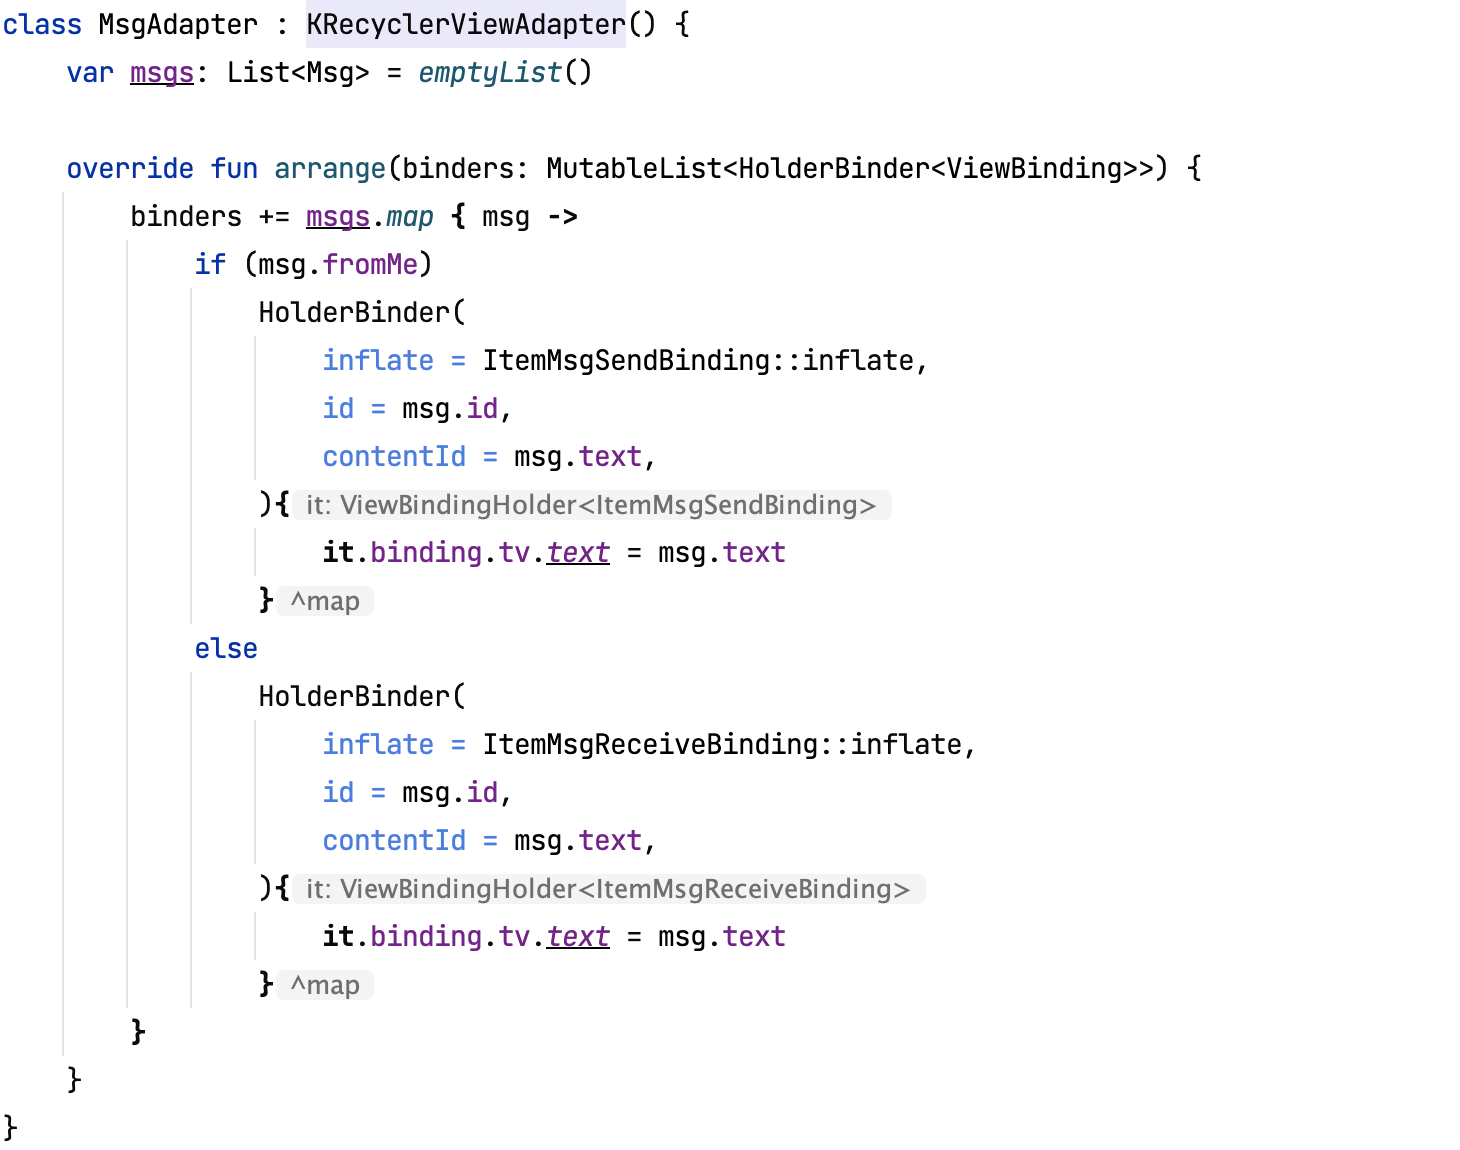 class MsgAdapter : KRecyclerViewAdapter() {
    var msgs: List<Msg> = emptyList()

    override fun arrange(binders: MutableList<HolderBinder<ViewBinding>>) {
        binders += msgs.map { msg ->
            if (msg.fromMe)
                HolderBinder(
                    inflate = ItemMsgSendBinding::inflate,
                    id = msg.id,
                    contentId = msg.text,
                ){ it: ViewBindingHolder<ItemMsgSendBinding>
                    it.binding.tv.text = msg.text
                } ^map
            else
                HolderBinder(
                    inflate = ItemMsgReceiveBinding::inflate,
                    id = msg.id,
                    contentId = msg.text,
                ){ it: ViewBindingHolder<ItemMsgReceiveBinding>
                    it.binding.tv.text = msg.text
                } ^map
        }
    }
}